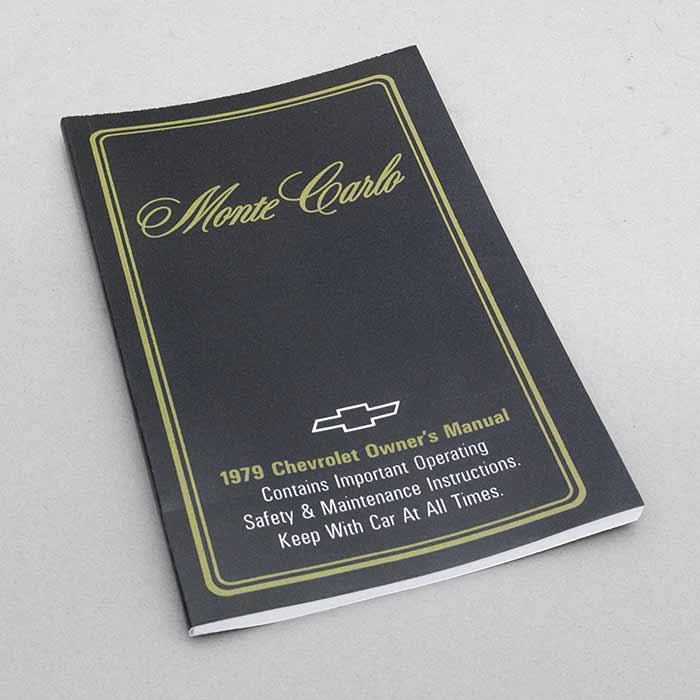 Monte Carlo
1979 Chevrolet Owner's Manual
Contains Important Operating
Safety & Maintenance Instructions.
Keep With Car At All Times.